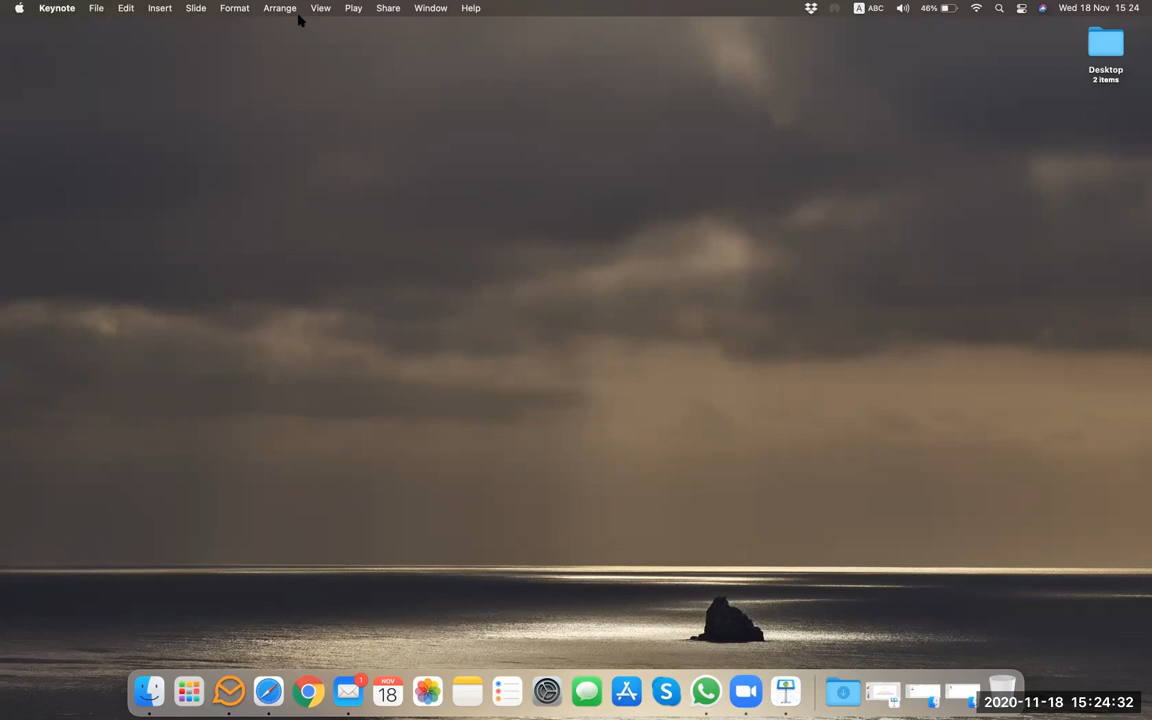 Keynote File Edit Insert Slide Format Arrange View Play Share Window Help A ABC 46% Wed 18 Nov 15 24
Desktop
2 items
1
NOV
18
2020-11-18 15:24:32